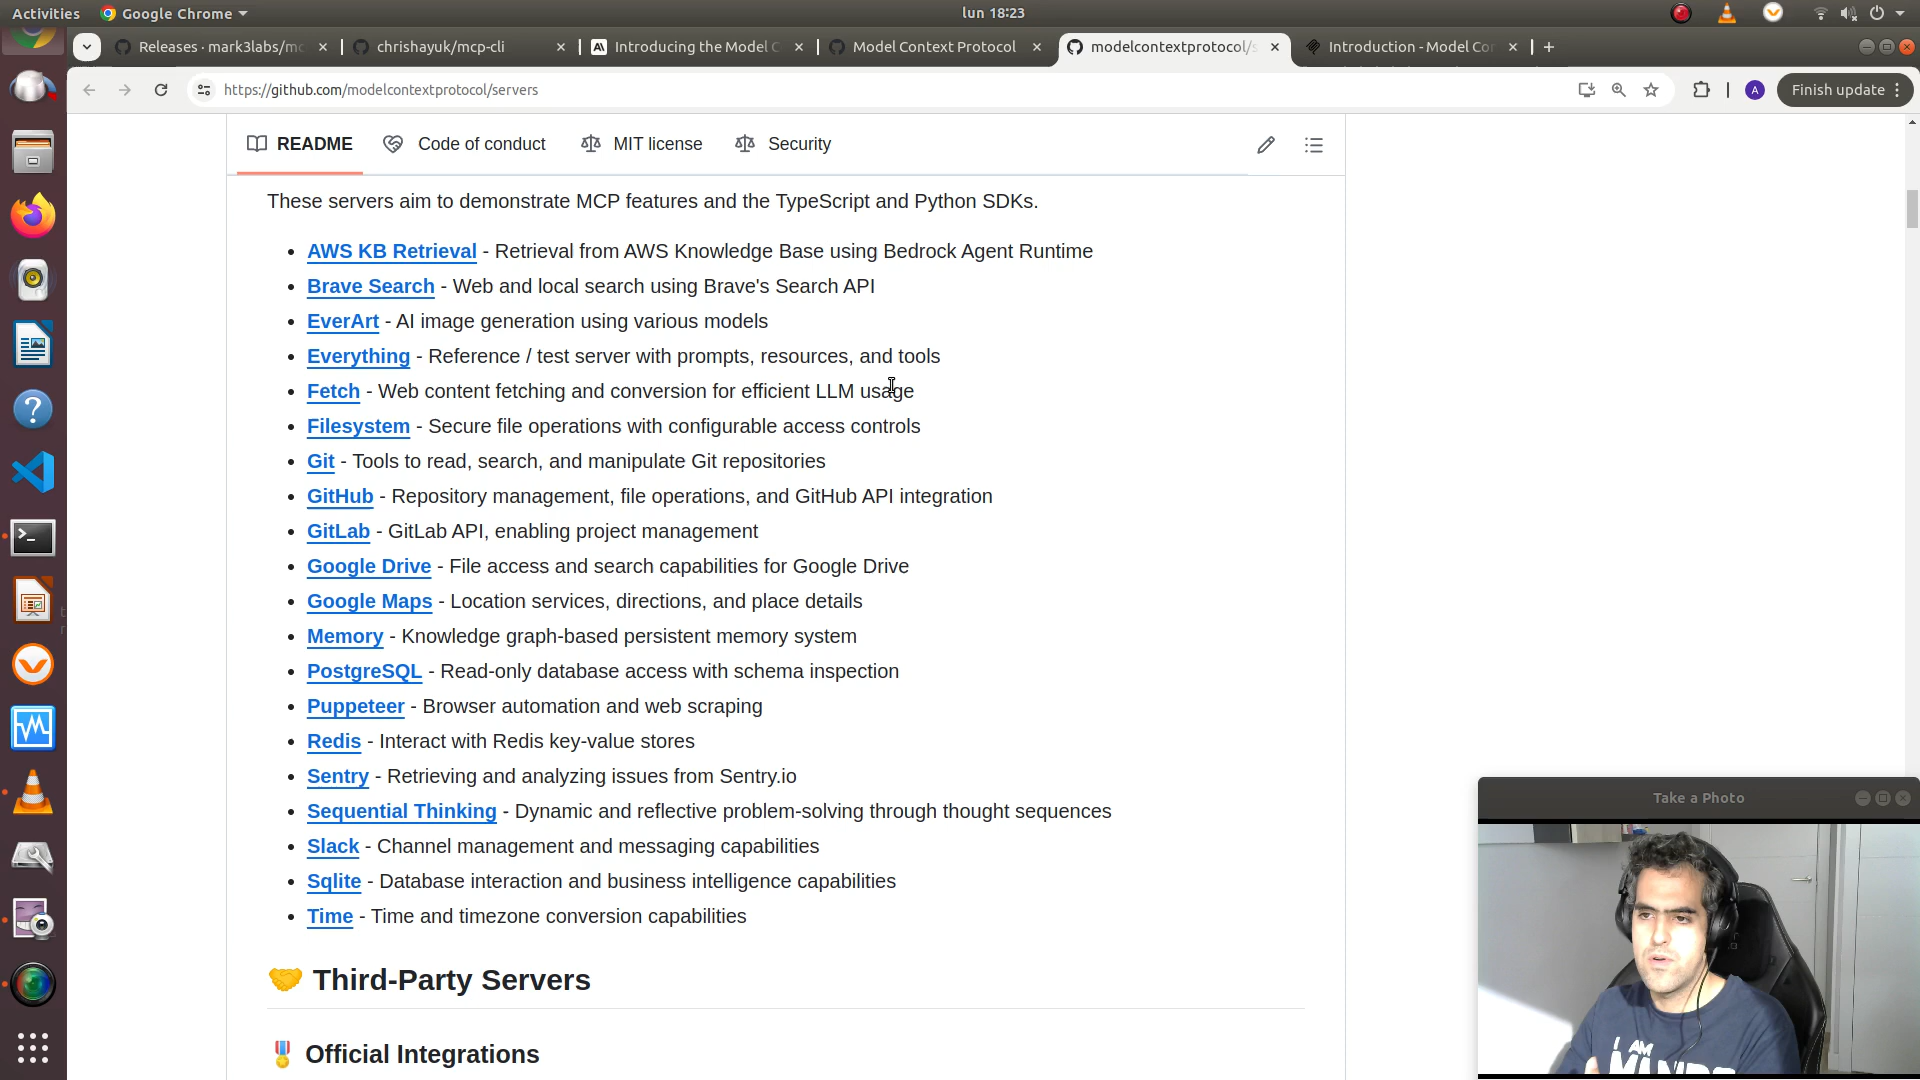 Activities
Google Chrome
lun 18:23
Releases · mark3labs/mc
chrishayuk/mcp-cli
Introducing the Model C
Model Context Protocol
modelcontextprotocol/s
Introduction - Model Con
https://github.com/modelcontextprotocol/servers
A
Finish update
README
Code of conduct
MIT license
Security
These servers aim to demonstrate MCP features and the TypeScript and Python SDKs.
AWS KB Retrieval - Retrieval from AWS Knowledge Base using Bedrock Agent Runtime
Brave Search - Web and local search using Brave's Search API
EverArt - AI image generation using various models
Everything - Reference / test server with prompts, resources, and tools
Fetch - Web content fetching and conversion for efficient LLM usage
Filesystem - Secure file operations with configurable access controls
Git - Tools to read, search, and manipulate Git repositories
GitHub - Repository management, file operations, and GitHub API integration
GitLab - GitLab API, enabling project management
Google Drive - File access and search capabilities for Google Drive
Google Maps - Location services, directions, and place details
Memory - Knowledge graph-based persistent memory system
PostgreSQL - Read-only database access with schema inspection
Puppeteer - Browser automation and web scraping
Redis - Interact with Redis key-value stores
Sentry - Retrieving and analyzing issues from Sentry.io
Sequential Thinking - Dynamic and reflective problem-solving through thought sequences
Slack - Channel management and messaging capabilities
Sqlite - Database interaction and business intelligence capabilities
Time - Time and timezone conversion capabilities
Third-Party Servers
Official Integrations
Take a Photo
I AM